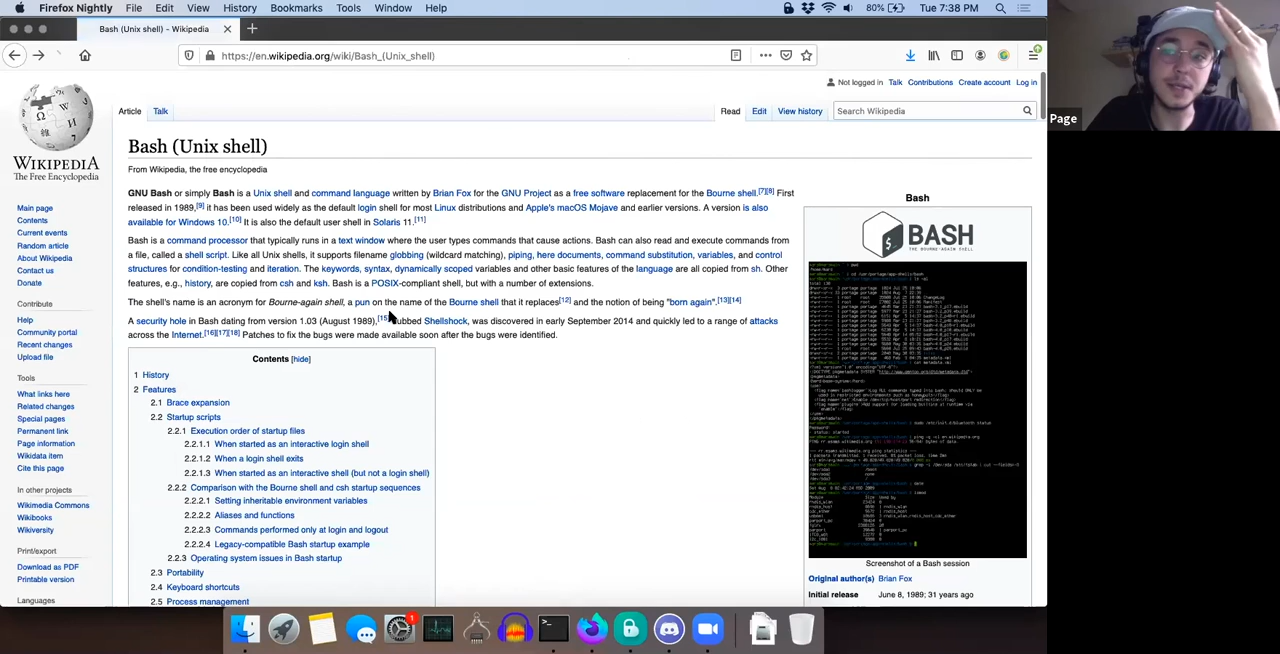 Firefox Nightly File Edit View History Bookmarks Tools Window Help 80% Tue 7:38 PM
Bash (Unix shell) - Wikipedia
https://en.wikipedia.org/wiki/Bash_(Unix_shell)
Not logged in Talk Contributions Create account Log in
Article Talk Read Edit View history Search Wikipedia
WIKIPEDIA
The Free Encyclopedia
Main page
Contents
Current events
Random article
About Wikipedia
Contact us
Donate
Contribute
Help
Community portal
Recent changes
Upload file
Tools
What links here
Related changes
Special pages
Permanent link
Page information
Wikidata item
Cite this page
In other projects
Wikimedia Commons
Wikibooks
Wikiversity
Print/export
Download as PDF
Printable version
Languages
Bash (Unix shell)
From Wikipedia, the free encyclopedia
GNU Bash or simply Bash is a Unix shell and command language written by Brian Fox for the GNU Project as a free software replacement for the Bourne shell.[7][8] First
released in 1989,[9] it has been used widely as the default login shell for most Linux distributions and Apple's macOS Mojave and earlier versions. A version is also
available for Windows 10.[10] It is also the default user shell in Solaris 11.[11]
Bash is a command processor that typically runs in a text window where the user types commands that cause actions. Bash can also read and execute commands from
a file, called a shell script. Like all Unix shells, it supports filename globbing (wildcard matching), piping, here documents, command substitution, variables, and control
structures for condition-testing and iteration. The keywords, syntax, dynamically scoped variables and other basic features of the language are all copied from sh. Other
features, e.g., history, are copied from csh and ksh. Bash is a POSIX-compliant shell, but with a number of extensions.
The shell's name is an acronym for Bourne-again shell, a pun on the name of the Bourne shell that it replaces[12] and the notion of being "born again".[13][14]
A security hole in Bash dating from version 1.03 (August 1989),[15] dubbed Shellshock, was discovered in early September 2014 and quickly led to a range of attacks
across the Internet.[16][17][18] Patches to fix the bugs were made available soon after the bugs were identified.
Contents [hide]
1 History
2 Features
2.1 Brace expansion
2.2 Startup scripts
2.2.1 Execution order of startup files
2.2.1.1 When started as an interactive login shell
2.2.1.2 When a login shell exits
2.2.1.3 When started as an interactive shell (but not a login shell)
2.2.2 Comparison with the Bourne shell and csh startup sequences
2.2.2.1 Setting inheritable environment variables
2.2.2.2 Aliases and functions
2.2.2.3 Commands performed only at login and logout
2.2.2.4 Legacy-compatible Bash startup example
2.2.3 Operating system issues in Bash startup
2.3 Portability
2.4 Keyboard shortcuts
2.5 Process management
Bash
BASH
THE BOURNE-AGAIN SHELL
Screenshot of a Bash session
Original author(s) Brian Fox
Initial release June 8, 1989; 31 years ago
Page
1